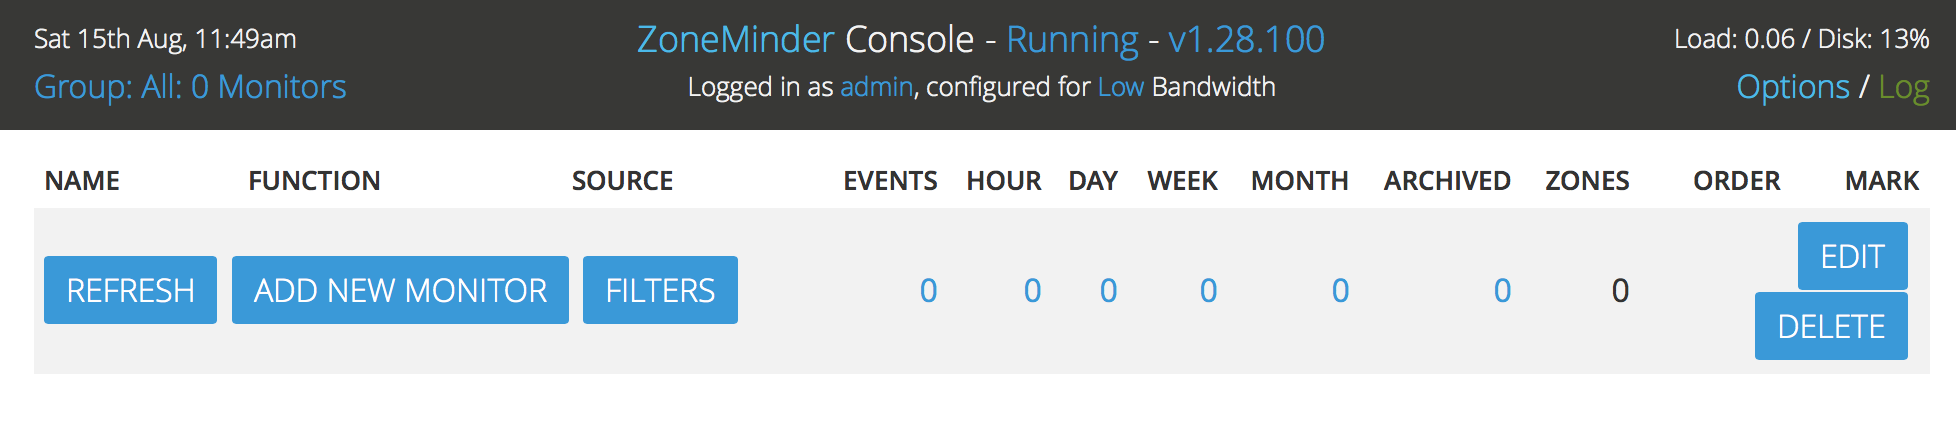 Sat 15th Aug, 11:49am
ZoneMinder Console - Running - v1.28.100
Load: 0.06 / Disk: 13%
Group: All: 0 Monitors
Logged in as admin, configured for Low Bandwidth
Options / Log
NAME FUNCTION SOURCE EVENTS HOUR DAY WEEK MONTH ARCHIVED ZONES ORDER MARK
REFRESH ADD NEW MONITOR FILTERS 0 0 0 0 0 0 0
EDIT
DELETE